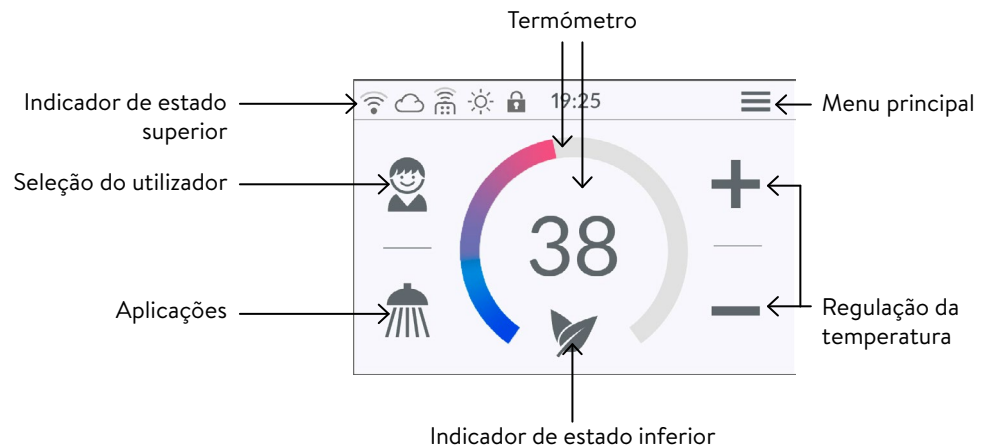 Termómetro
Indicador de estado
superior
19:25
Menu principal
Seleção do utilizador
38
Aplicações
Regulação da
temperatura
Indicador de estado inferior